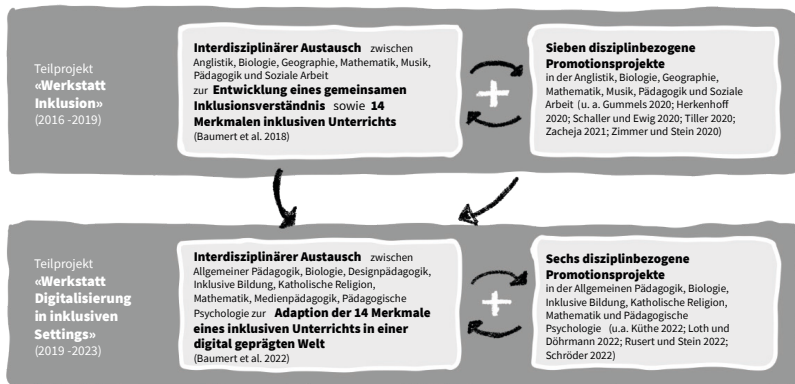 Teilprojekt
«Werkstatt
Inklusion»
(2016 -2019)
Interdisziplinärer Austausch zwischen
Anglistik, Biologie, Geographie, Mathematik, Musik,
Pädagogik und Soziale Arbeit
zur Entwicklung eines gemeinsamen
Inklusionsverständnis sowie 14
Merkmalen inklusiven Unterrichts
(Baumert et al. 2018)
+
Sieben disziplinbezogene
Promotionsprojekte
in der Anglistik, Biologie, Geographie,
Mathematik, Musik, Pädagogik und Soziale
Arbeit (u. a. Gummels 2020; Herkenhoff
2020; Schaller und Ewig 2020; Tiller 2020;
Zacheja 2021; Zimmer und Stein 2020)
Teilprojekt
«Werkstatt
Digitalisierung
in inklusiven
Settings»
(2019 -2023)
Interdisziplinärer Austausch zwischen
Allgemeiner Pädagogik, Biologie, Designpädagogik,
Inklusive Bildung, Katholische Religion,
Mathematik, Medienpädagogik, Pädagogische
Psychologie zur Adaption der 14 Merkmale
eines inklusiven Unterrichts in einer
digital geprägten Welt
(Baumert et al. 2022)
+
Sechs disziplinbezogene
Promotionsprojekte
in der Allgemeinen Pädagogik, Biologie,
Inklusive Bildung, Katholische Religion,
Mathematik und Pädagogische
Psychologie (u.a. Küthe 2022; Loth und
Döhrmann 2022; Rusert und Stein 2022;
Schröder 2022)